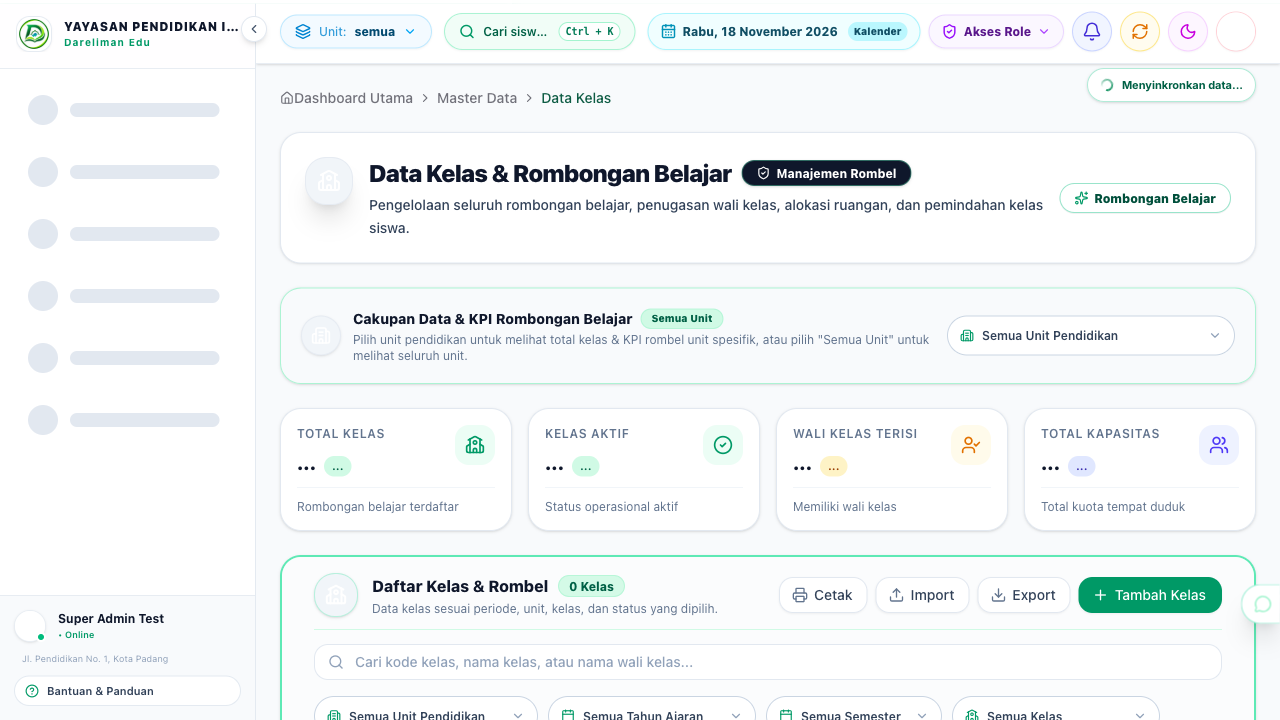 YAYASAN PENDIDIKAN I...
Dareliman Edu
Unit: semua
Cari sisw...
Ctrl + K
Rabu, 18 November 2026
Kalender
Akses Role
Dashboard Utama
Master Data
Data Kelas
Menyinkronkan data...
Data Kelas & Rombongan Belajar
Manajemen Rombel
Pengelolaan seluruh rombongan belajar, penugasan wali kelas, alokasi ruangan, dan pemindahan kelas
siswa.
Rombongan Belajar
Cakupan Data & KPI Rombongan Belajar
Semua Unit
Pilih unit pendidikan untuk melihat total kelas & KPI rombel unit spesifik, atau pilih "Semua Unit" untuk
melihat seluruh unit.
Semua Unit Pendidikan
TOTAL KELAS
... ...
Rombongan belajar terdaftar
KELAS AKTIF
... ...
Status operasional aktif
WALI KELAS TERISI
... ...
Memiliki wali kelas
TOTAL KAPASITAS
... ...
Total kuota tempat duduk
Daftar Kelas & Rombel
0 Kelas
Data kelas sesuai periode, unit, kelas, dan status yang dipilih.
Cetak
Import
Export
Tambah Kelas
Cari kode kelas, nama kelas, atau nama wali kelas...
Semua Unit Pendidikan
Semua Tahun Ajaran
Semua Semester
Semua Kelas
Super Admin Test
• Online
Jl. Pendidikan No. 1, Kota Padang
Bantuan & Panduan